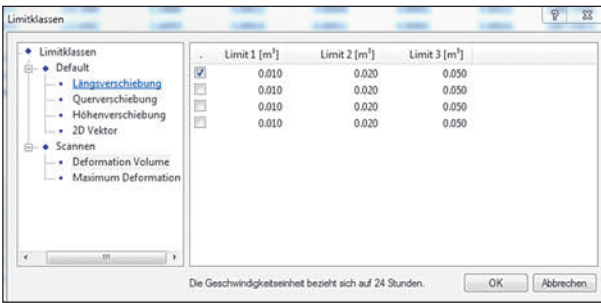 Limitklassen
Limitklassen
Default
Längsverschiebung
Querverschiebung
Höhenverschiebung
2D Vektor
Scannen
Deformation Volume
Maximum Deformation
. Limit 1 [m³] Limit 2 [m³] Limit 3 [m³]
0.010 0.020 0.050
0.010 0.020 0.050
0.010 0.020 0.050
0.010 0.020 0.050
Die Geschwindigkeitseinheit bezieht sich auf 24 Stunden.
OK Abbrechen